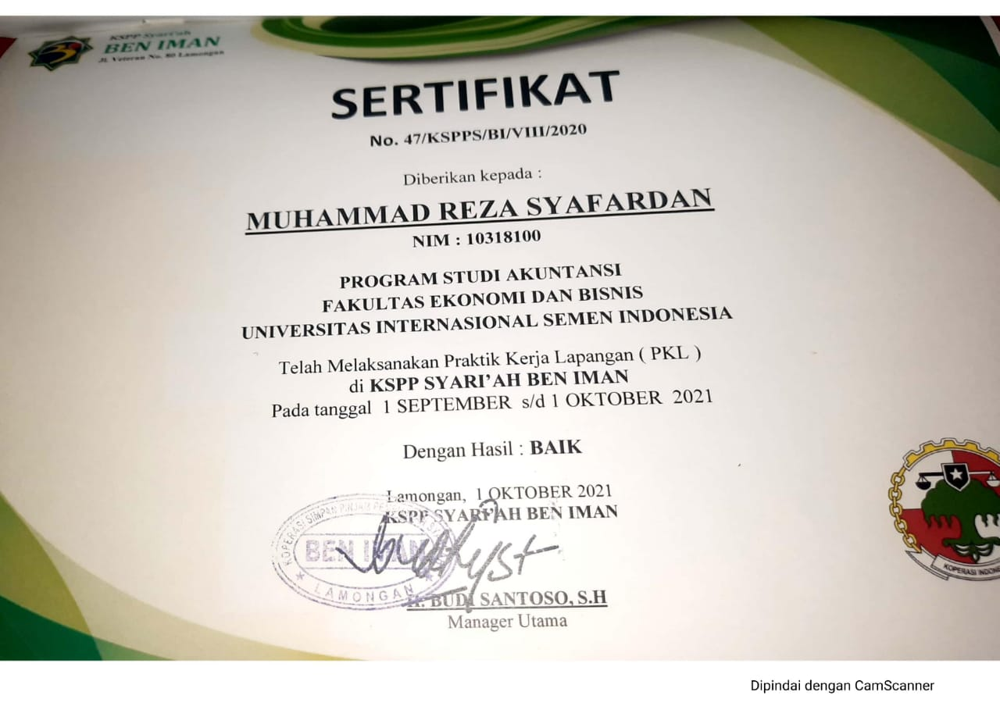 KSPP Syari'ah
BEN IMAN
Jl. Veteran No. 80 Lamongan
SERTIFIKAT
No. 47/KSPPS/BI/VIII/2020
Diberikan kepada :
MUHAMMAD REZA SYAFARDAN
NIM : 10318100
PROGRAM STUDI AKUNTANSI
FAKULTAS EKONOMI DAN BISNIS
UNIVERSITAS INTERNASIONAL SEMEN INDONESIA
Telah Melaksanakan Praktik Kerja Lapangan ( PKL )
di KSPP SYARI'AH BEN IMAN
Pada tanggal 1 SEPTEMBER s/d 1 OKTOBER 2021
Dengan Hasil : BAIK
Lamongan, 1 OKTOBER 2021
KSPP SYARI'AH BEN IMAN
KOPERASI SIMPAN PINJAM
BEN IMAN
LAMONGAN
H. BUDI SANTOSO, S.H
Manager Utama
KOPERASI INDONE
Dipindai dengan CamScanner